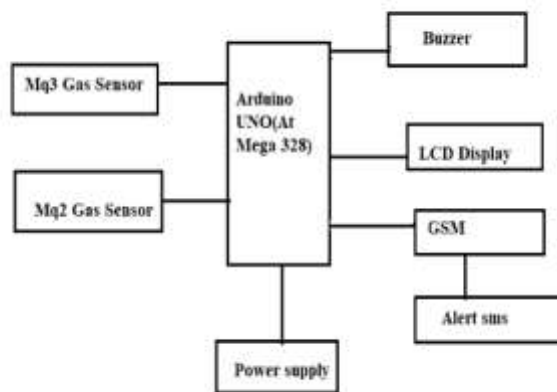 Buzzer
Mq3 Gas Sensor
Arduino
UNO(At
Mega 328)
LCD Display
Mq2 Gas Sensor
GSM
Alert sms
Power supply